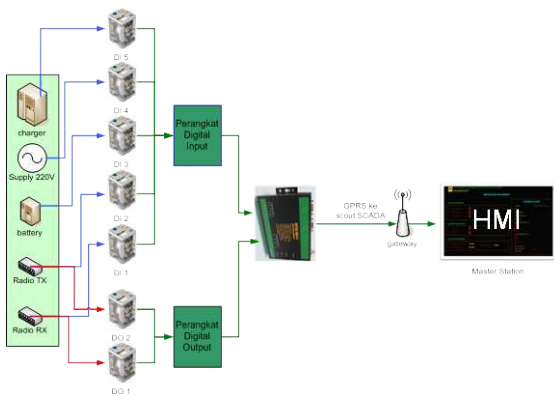 charger
Supply 220V
battery
Radio TX
Radio RX
DI 5
DI 4
DI 3
DI 2
DI 1
DO 2
DO 1
Perangkat
Digital
Input
Perangkat
Digital
Output
GPRS ke
scout SCADA
gateway
HMI
Master Station